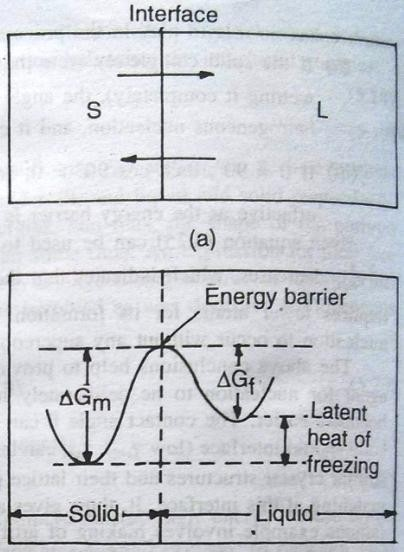 Interface
S
L
(a)
Energy barrier
ΔGm
ΔGf
Latent
heat of
freezing
Solid
Liquid